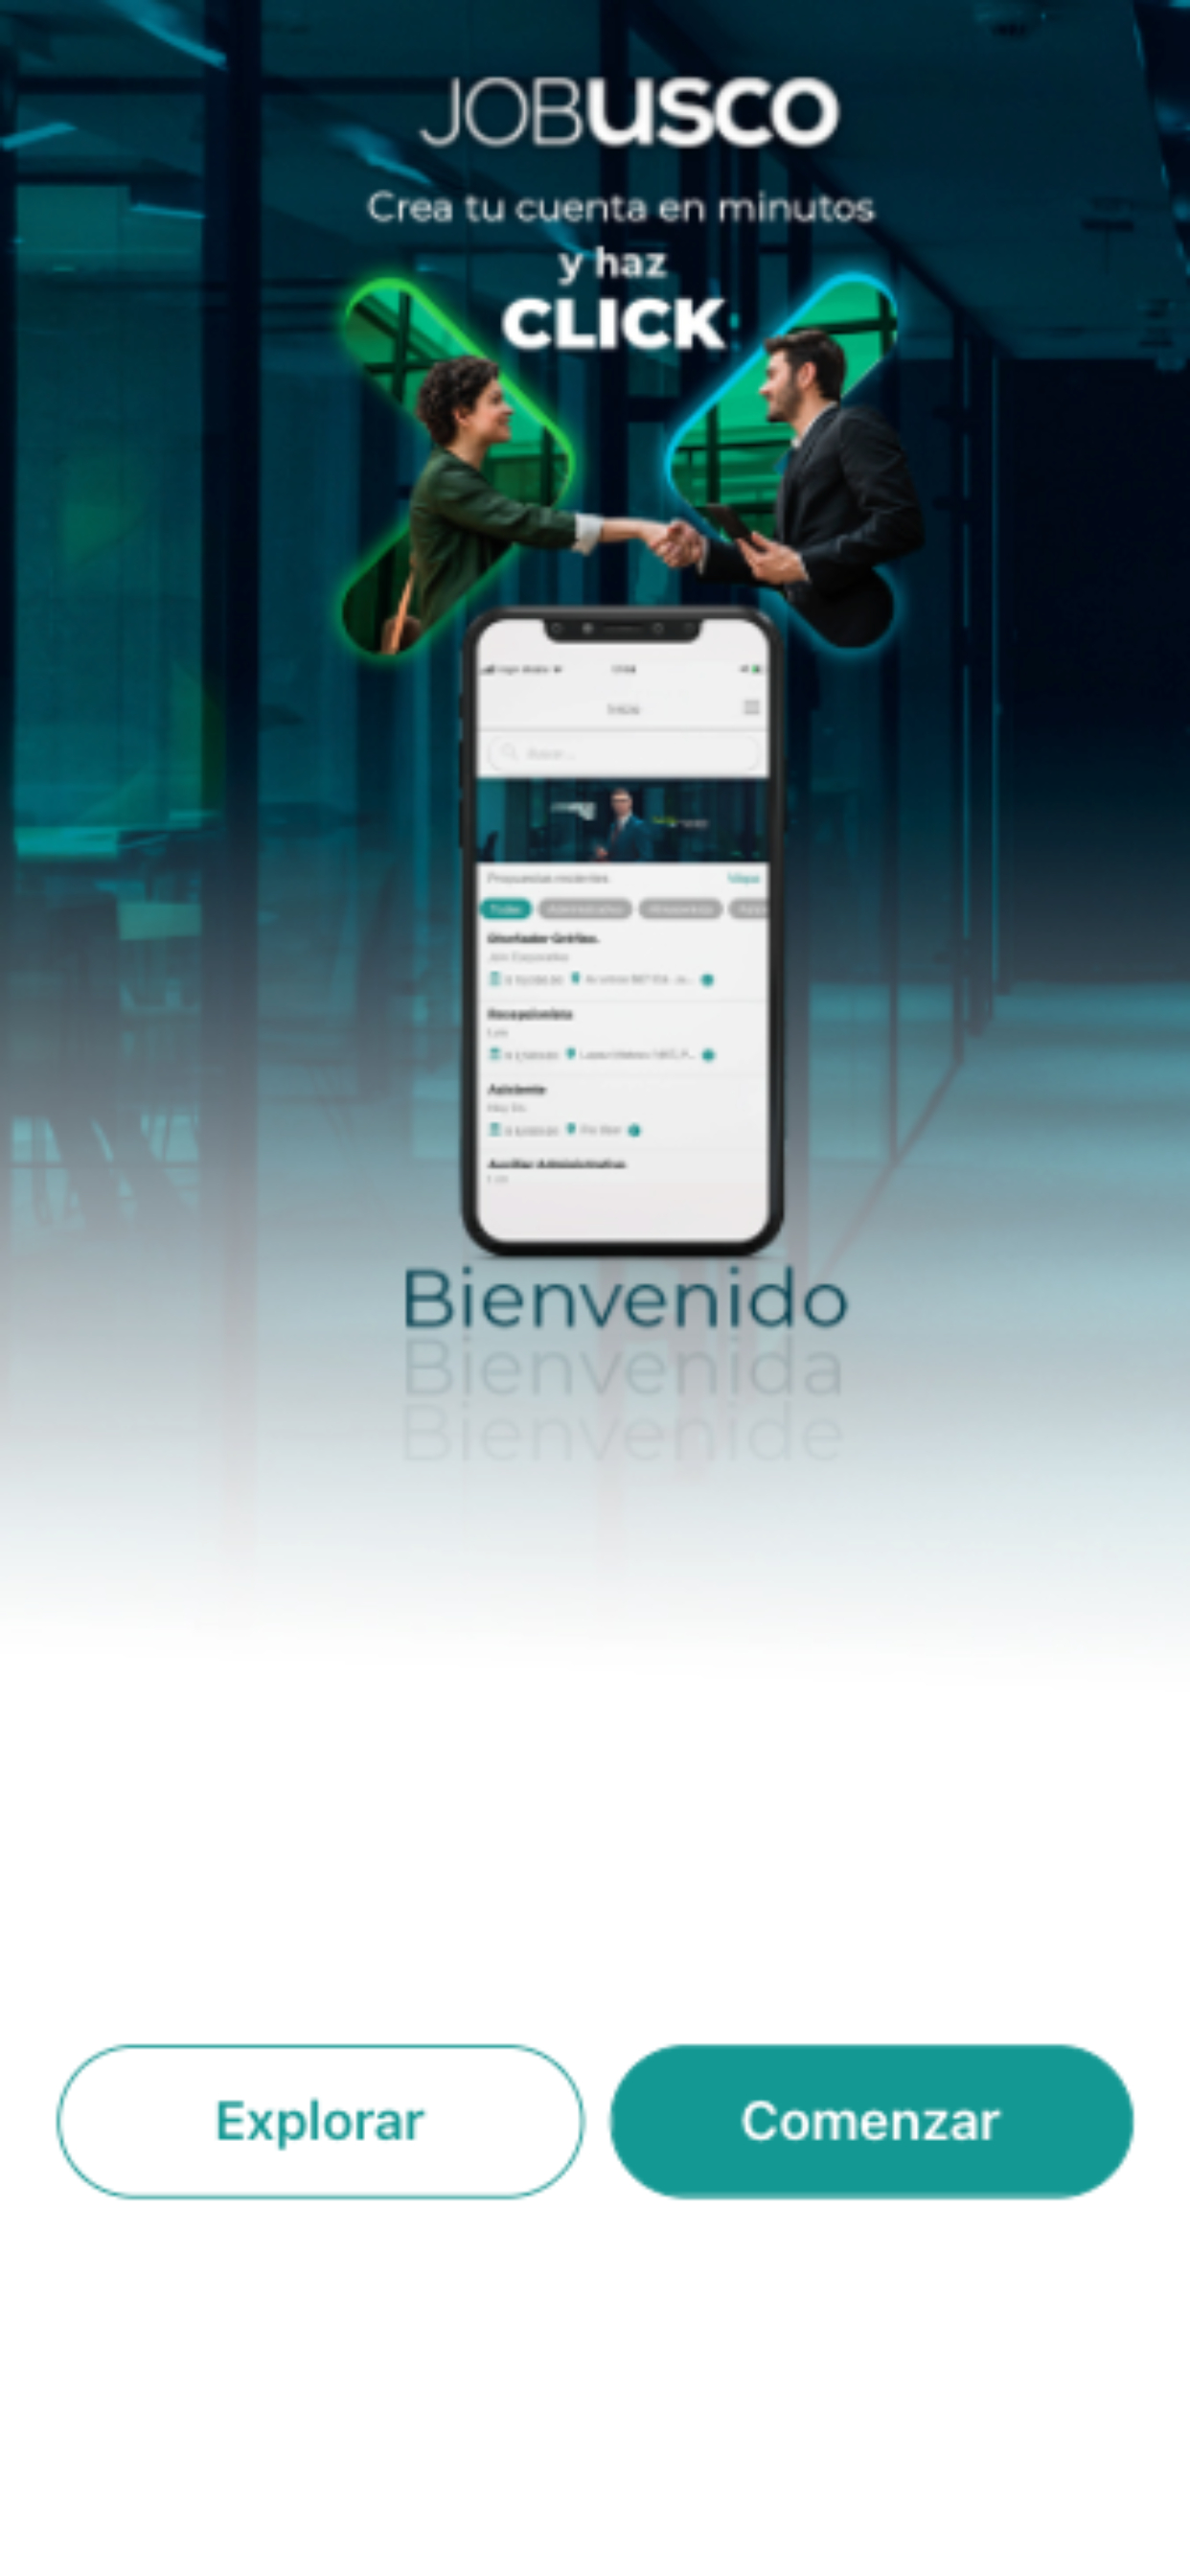 JOBUSCO
Crea tu cuenta en minutos
y haz
CLICK
Inicio
Buscar...
Propuestas recientes
Mapa
Todas
Diseñador Gráfico.
Recepcionista
Asistente
Auxiliar Administrativo
Bienvenido
Bienvenida
Bienvenide
Explorar
Comenzar